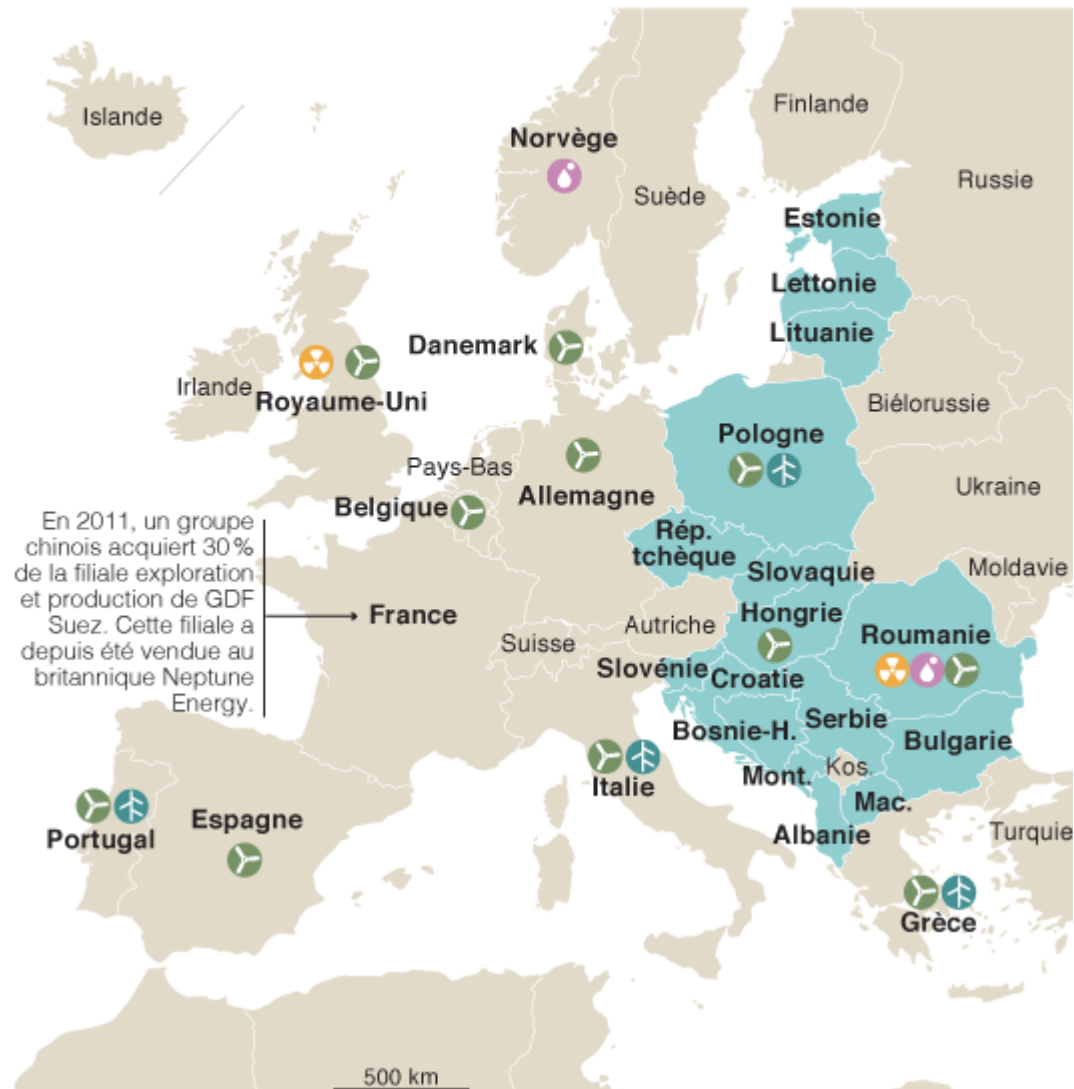 Islande
Finlande
Norvège
Russie
Suède
Estonie
Lettonie
Lituanie
Danemark
Irlande
Royaume-Uni
Biélorussie
Pologne
Pays-Bas
Ukraine
Allemagne
Belgique
En 2011, un groupe
chinois acquiert 30 %
de la filiale exploration
et production de GDF
Suez. Cette filiale a
depuis été vendue au
britannique Neptune
Energy.
Rép.
tchèque
Slovaquie
Moldavie
France
Hongrie
Autriche
Roumanie
Suisse
Slovénie
Croatie
Serbie
Bosnie-H.
Bulgarie
Kos.
Mont.
Italie
Mac.
Espagne
Portugal
Albanie
Turquie
Grèce
500 km